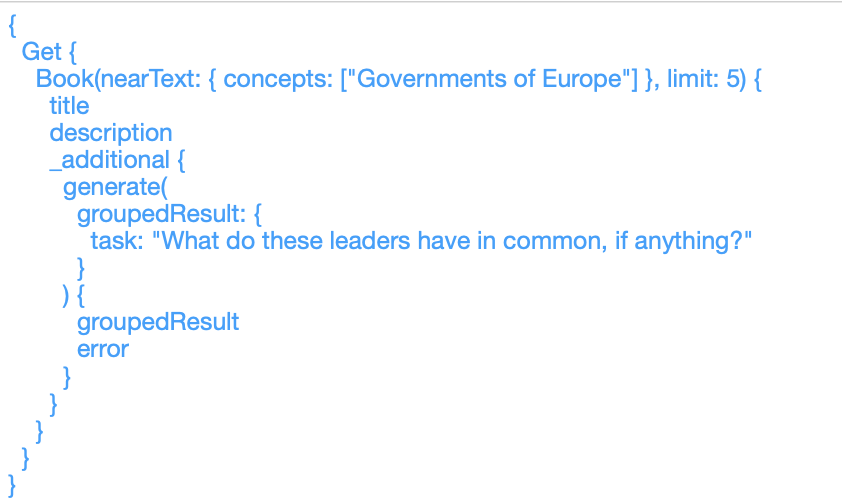 {
  Get {
    Book(nearText: { concepts: ["Governments of Europe"] }, limit: 5) {
      title
      description
      _additional {
        generate(
          groupedResult: {
            task: "What do these leaders have in common, if anything?"
          }
        ) {
          groupedResult
          error
        }
      }
    }
  }
}